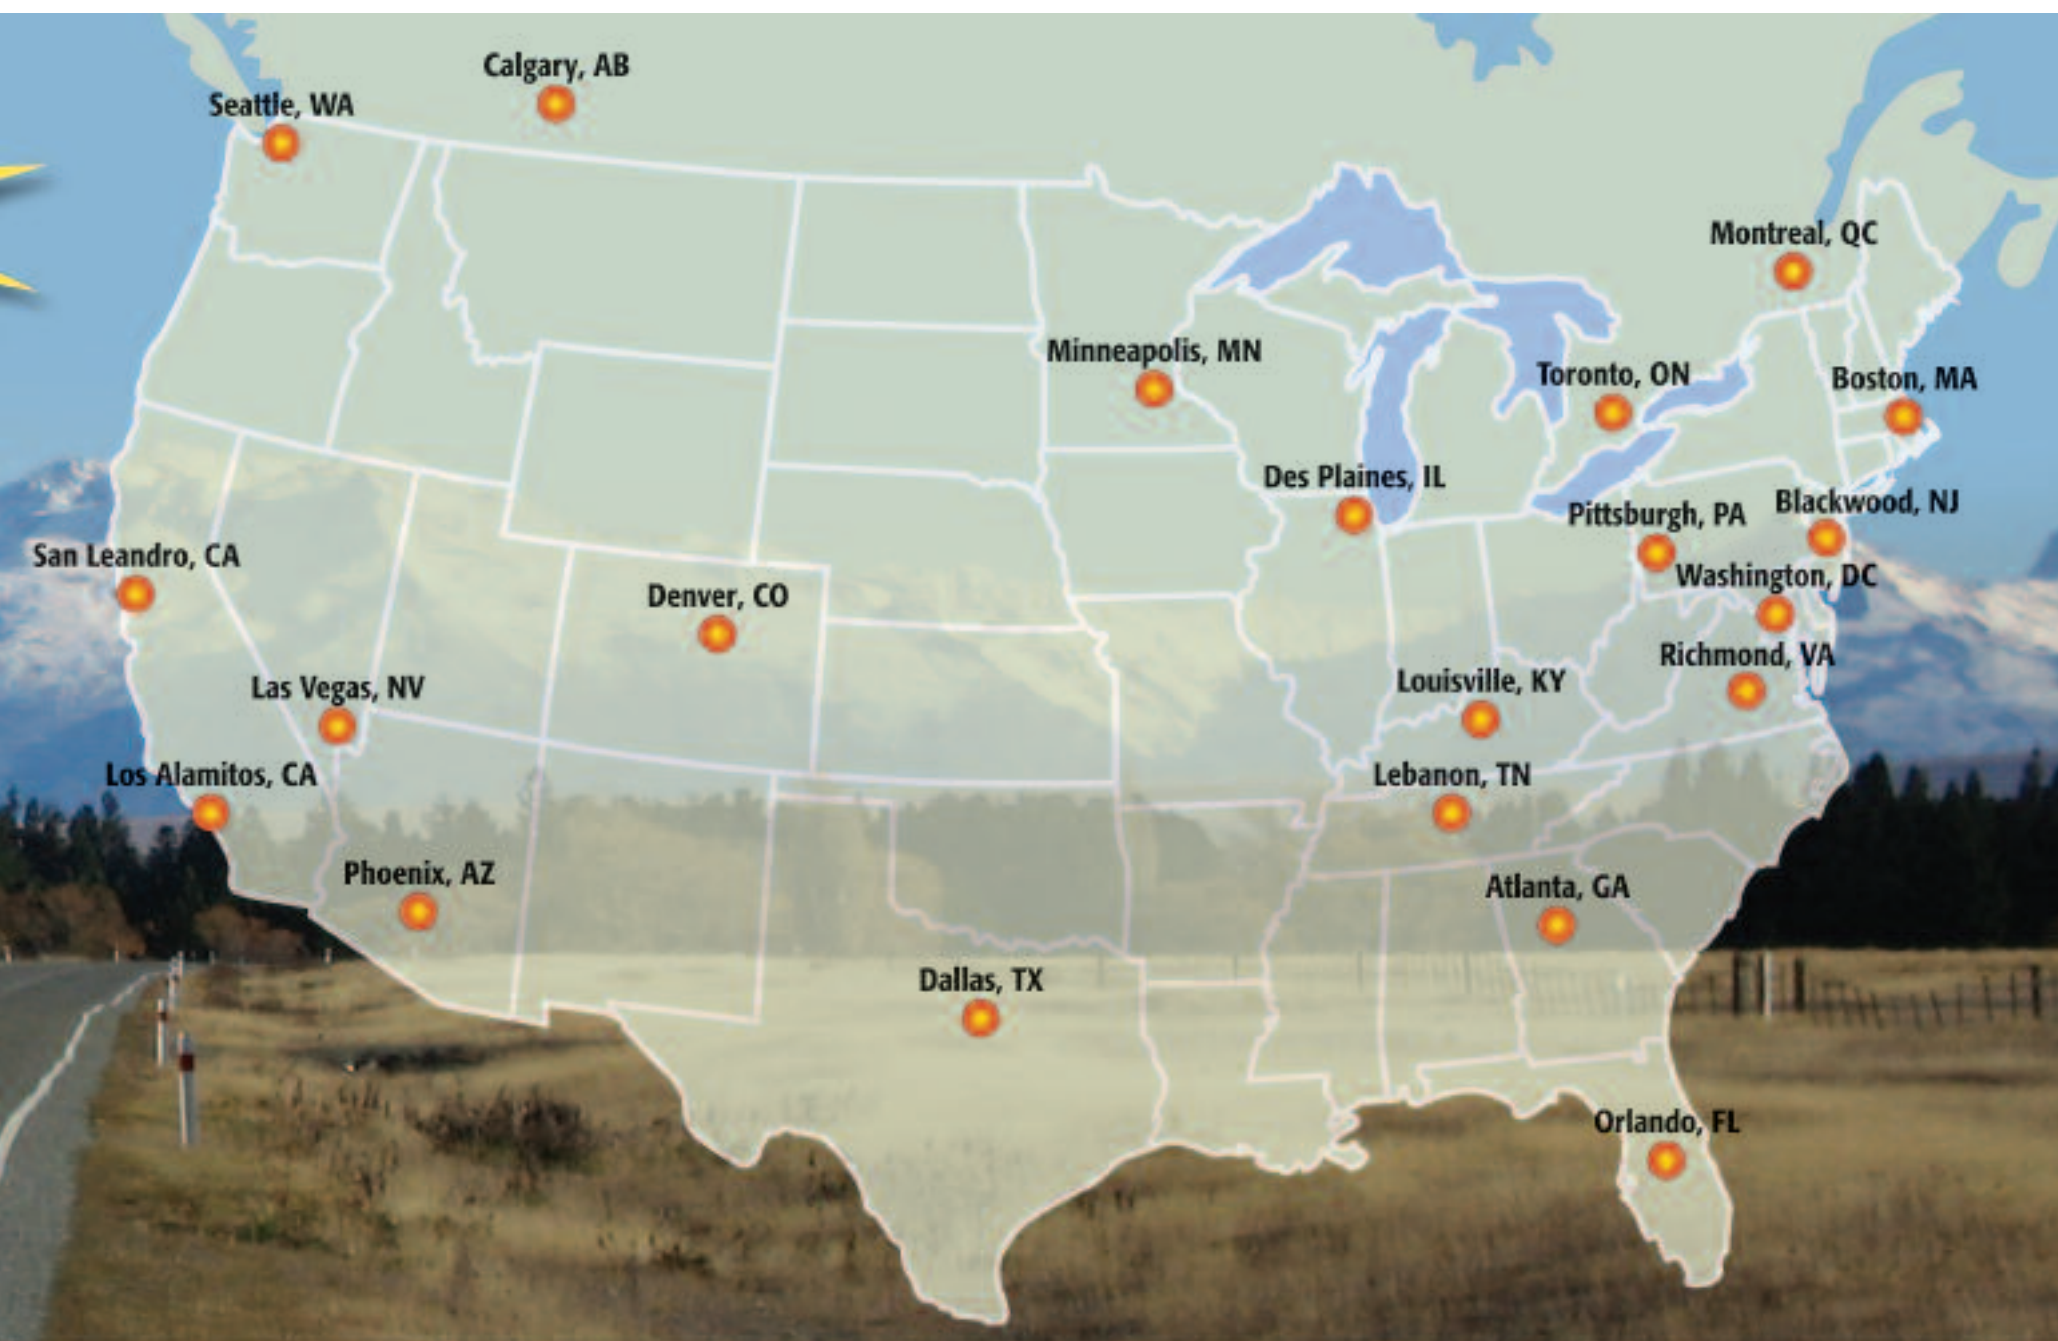 Calgary, AB
Seattle, WA
Montreal, QC
Minneapolis, MN
Toronto, ON
Boston, MA
Des Plaines, IL
Blackwood, NJ
Pittsburgh, PA
San Leandro, CA
Washington, DC
Denver, CO
Richmond, VA
Louisville, KY
Las Vegas, NV
Los Alamitos, CA
Lebanon, TN
Phoenix, AZ
Atlanta, GA
Dallas, TX
Orlando, FL